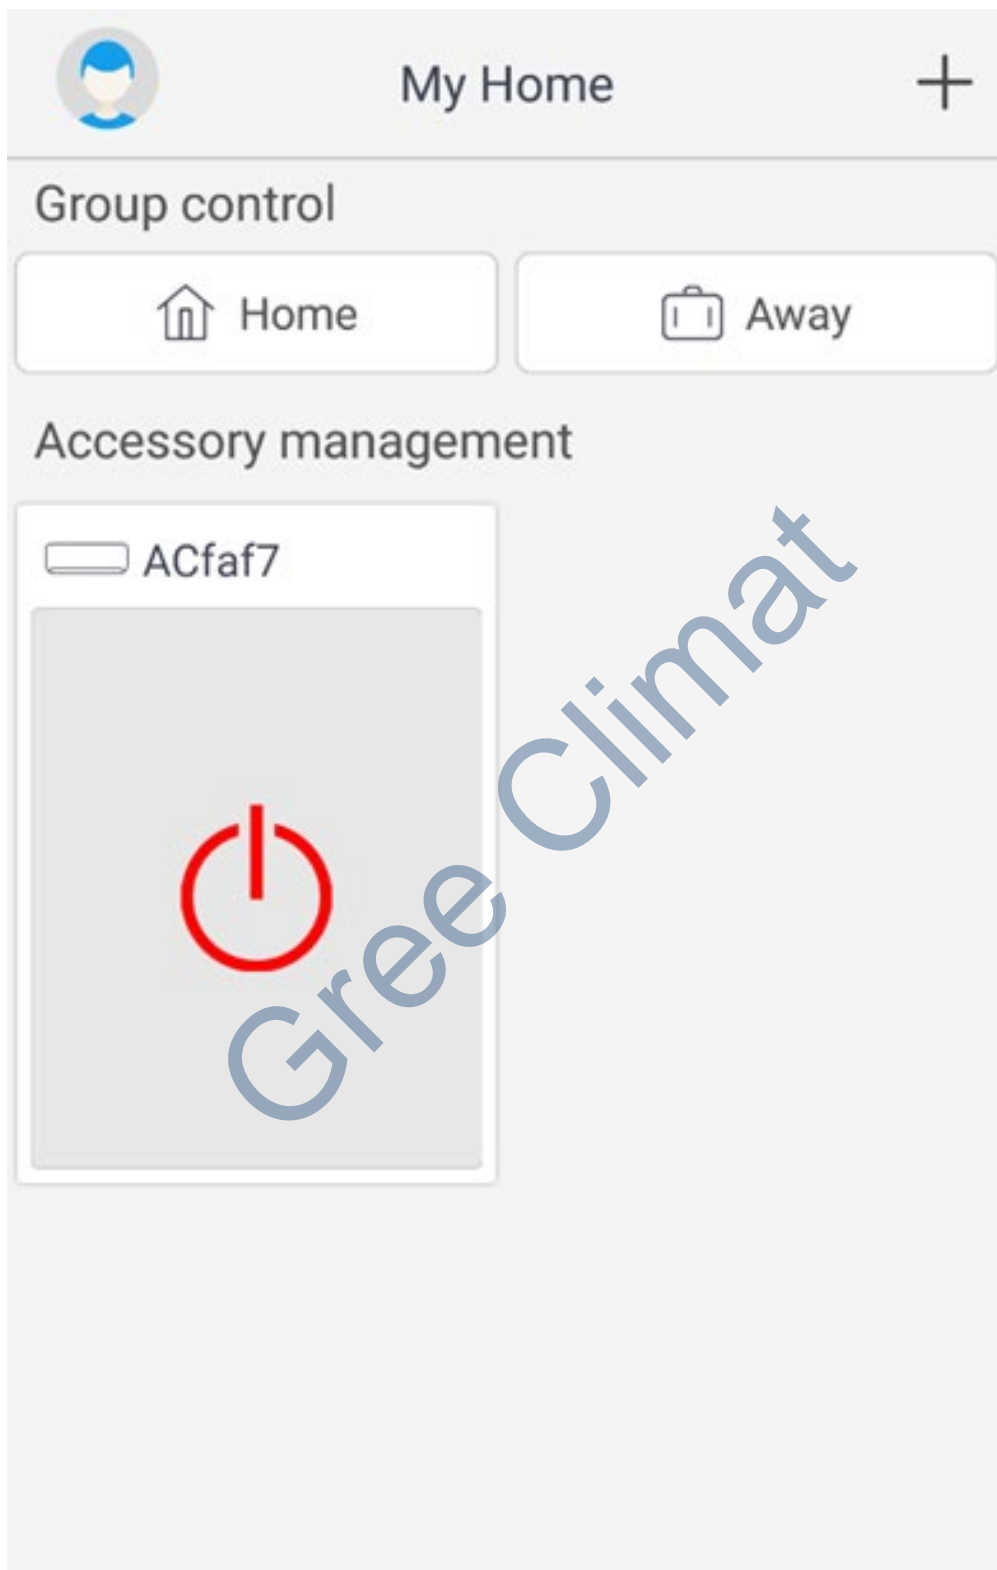 My Home
Group control
Home
Away
Accessory management
ACfaf7
Gree Climat